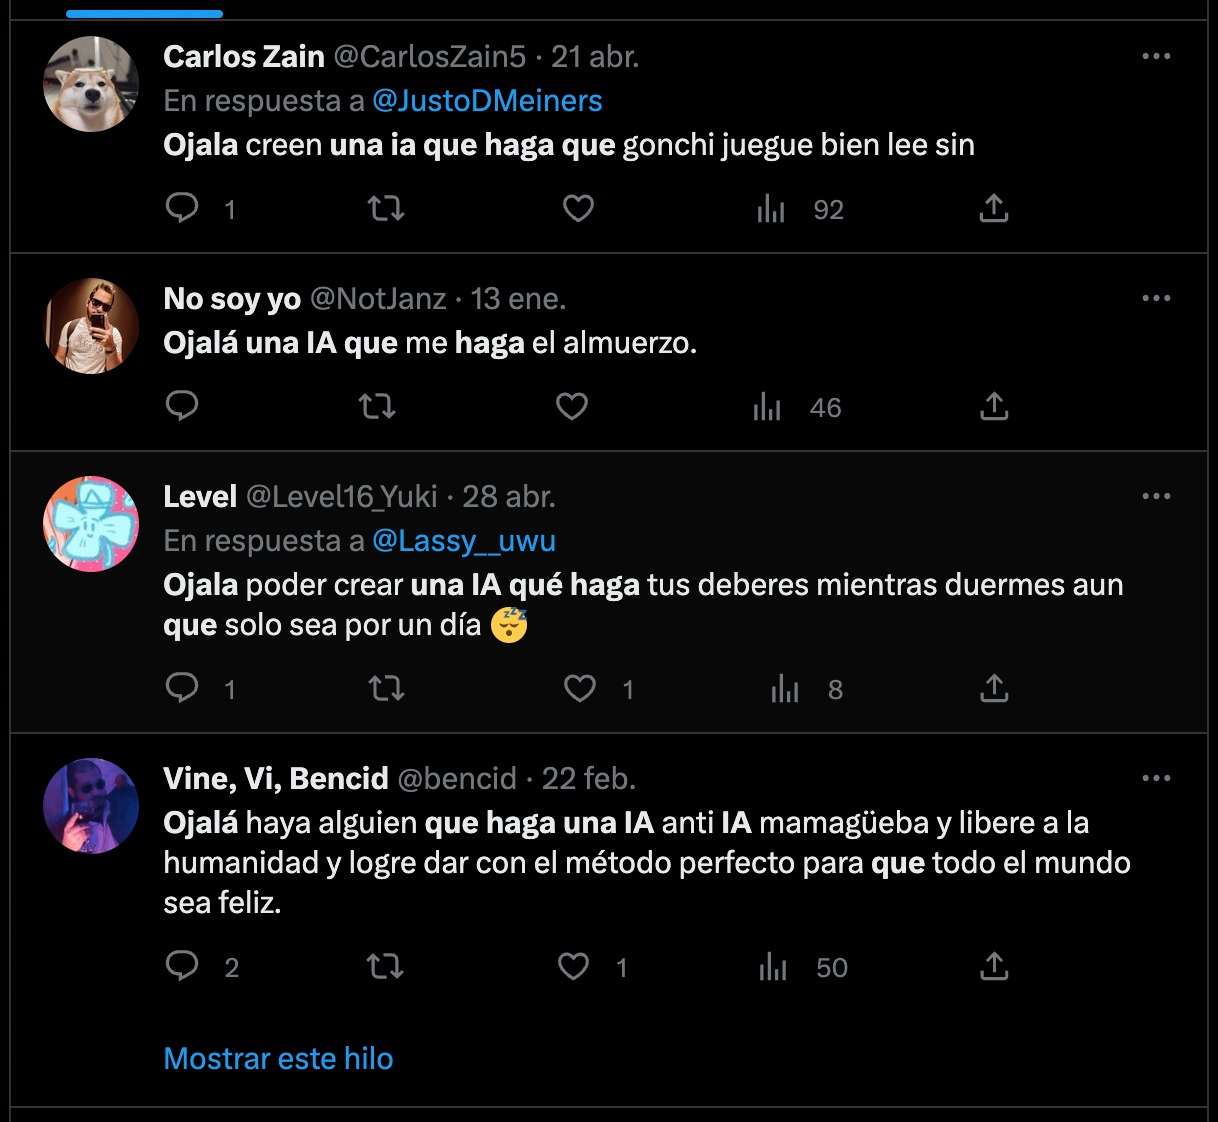 Carlos Zain @CarlosZain5 · 21 abr.
En respuesta a @JustoDMeiners
Ojala creen una ia que haga que gonchi juegue bien lee sin
1 92
No soy yo @NotJanz · 13 ene.
Ojalá una IA que me haga el almuerzo.
46
Level @Level16_Yuki · 28 abr.
En respuesta a @Lassy__uwu
Ojala poder crear una IA qué haga tus deberes mientras duermes aun
que solo sea por un día 😴
1 1 8
Vine, Vi, Bencid @bencid · 22 feb.
Ojalá haya alguien que haga una IA anti IA mamagüeba y libere a la
humanidad y logre dar con el método perfecto para que todo el mundo
sea feliz.
2 1 50
Mostrar este hilo